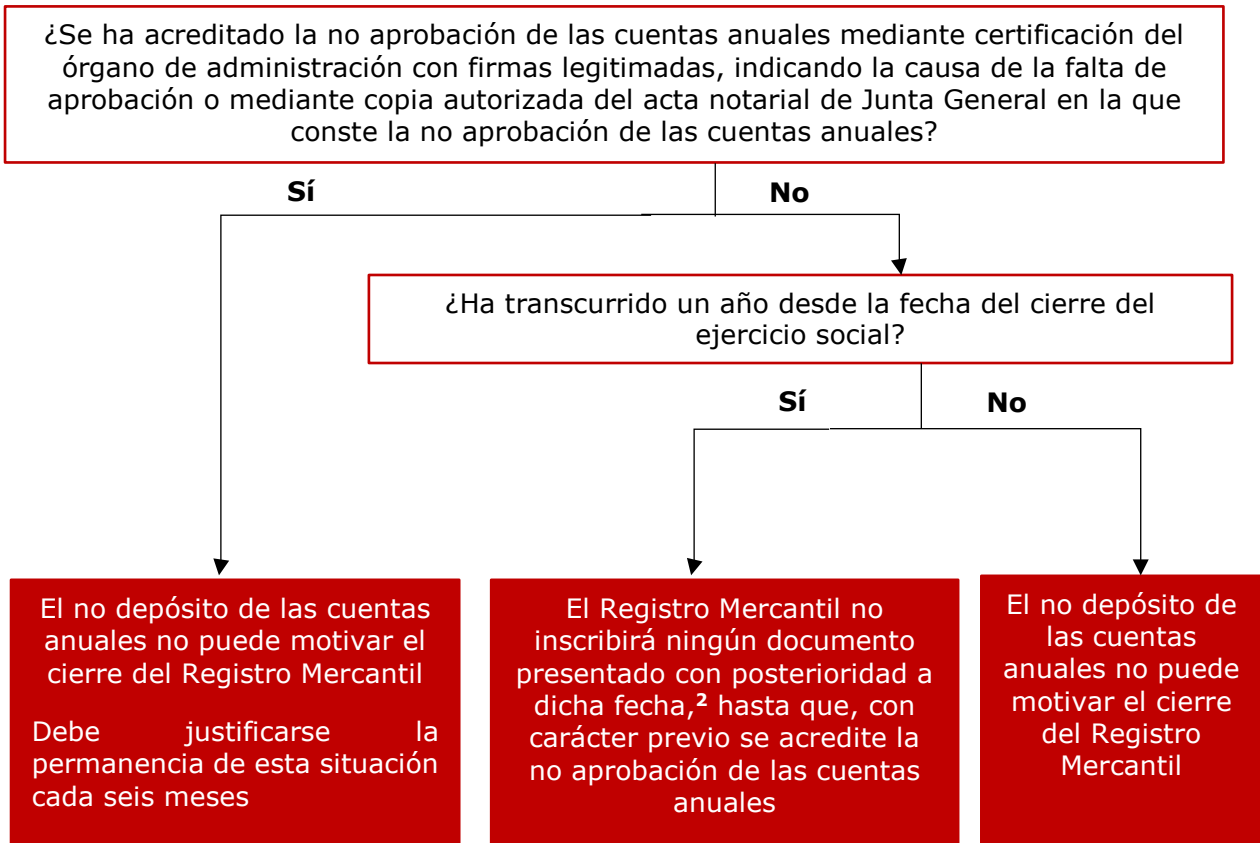 ¿Se ha acreditado la no aprobación de las cuentas anuales mediante certificación del
órgano de administración con firmas legitimadas, indicando la causa de la falta de
aprobación o mediante copia autorizada del acta notarial de Junta General en la que
conste la no aprobación de las cuentas anuales?
Sí
No
¿Ha transcurrido un año desde la fecha del cierre del
ejercicio social?
Sí
No
El no depósito de las cuentas
anuales no puede motivar el
cierre del Registro Mercantil
Debe justificarse la
permanencia de esta situación
cada seis meses
El Registro Mercantil no
inscribirá ningún documento
presentado con posterioridad a
dicha fecha,² hasta que, con
carácter previo se acredite la
no aprobación de las cuentas
anuales
El no depósito de
las cuentas
anuales no puede
motivar el cierre
del Registro
Mercantil